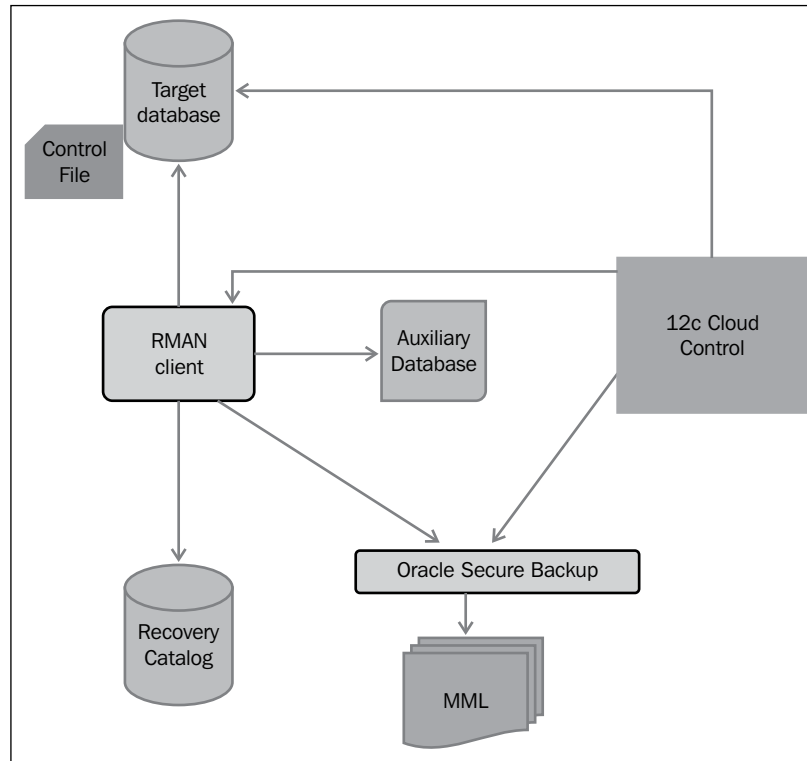 Target
database
Control
File
RMAN
client
Auxiliary
Database
12c Cloud
Control
Oracle Secure Backup
Recovery
Catalog
MML